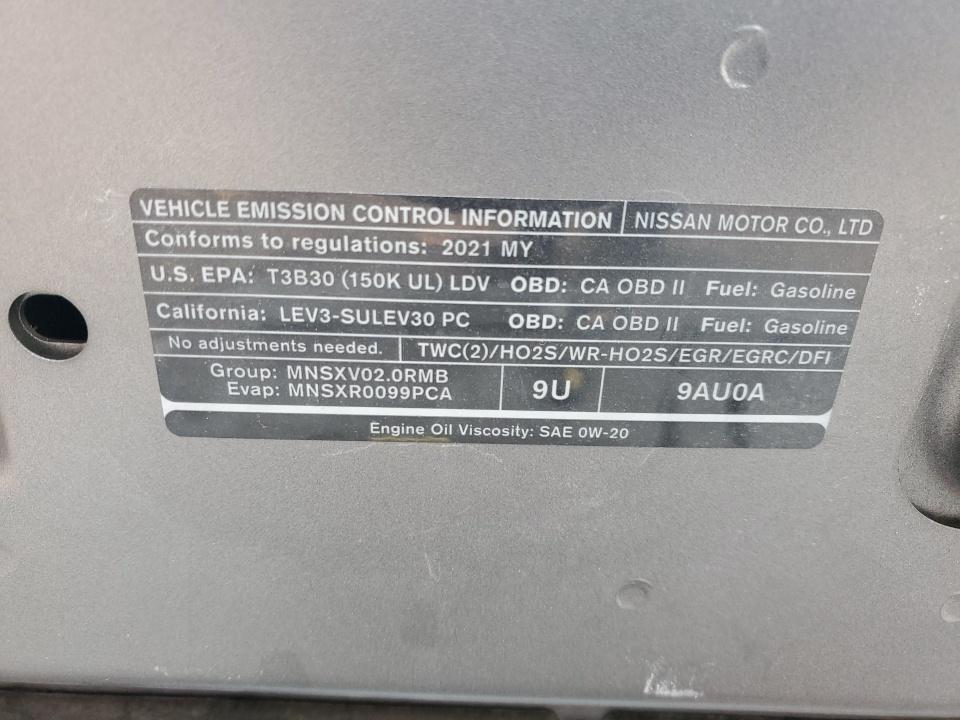 VEHICLE EMISSION CONTROL INFORMATION NISSAN MOTOR CO., LTD
Conforms to regulations: 2021 MY
U.S. EPA: T3B30 (150K UL) LDV OBD: CA OBD II Fuel: Gasoline
California: LEV3-SULEV30 PC OBD: CA OBD II Fuel: Gasoline
No adjustments needed. TWC(2)/HO2S/WR-HO2S/EGR/EGRC/DFI
Group: MNSXV02.0RMB
Evap: MNSXR0099PCA
9U 9AU0A
Engine Oil Viscosity: SAE 0W-20